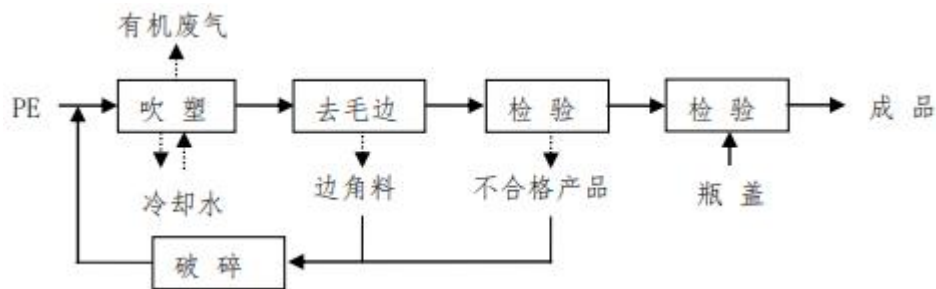 有机废气
PE 吹 塑 去毛边 检 验 检 验 成 品
冷却水 边角料 不合格产品 瓶 盖
破 碎